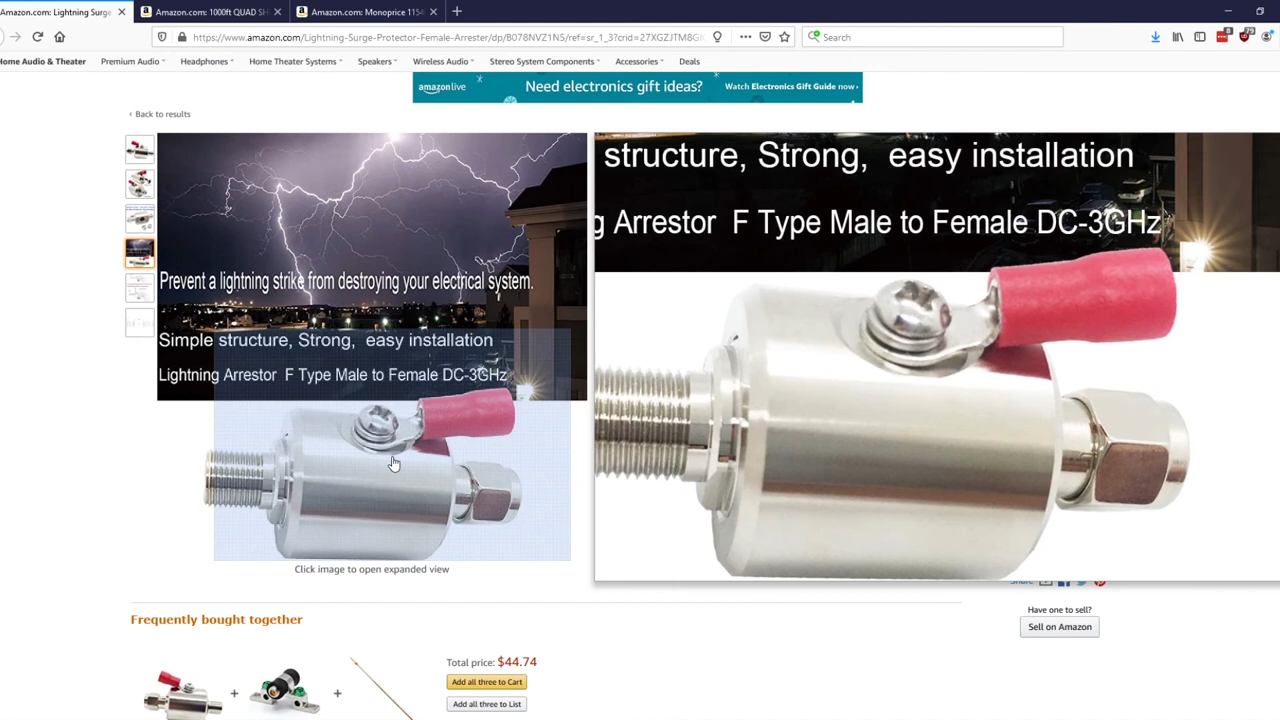 Amazon.com: Lightning Surge
Amazon.com: 1000ft QUAD SH
Amazon.com: Monoprice 1154
https://www.amazon.com/Lightning-Surge-Protector-Female-Arrester/dp/B078NVZ1N5/ref=sr_1_3?crid=27XGZJTM8GK
Search
Home Audio & Theater
Premium Audio
Headphones
Home Theater Systems
Speakers
Wireless Audio
Stereo System Components
Accessories
Deals
amazonlive
Need electronics gift ideas?
Watch Electronics Gift Guide now ›
‹ Back to results
Prevent a lightning strike from destroying your electrical system.
Simple structure, Strong, easy installation
Lightning Arrestor F Type Male to Female DC-3GHz
structure, Strong, easy installation
g Arrestor F Type Male to Female DC-3GHz
Click image to open expanded view
Share
Have one to sell?
Sell on Amazon
Frequently bought together
Total price: $44.74
Add all three to Cart
Add all three to List
+
+